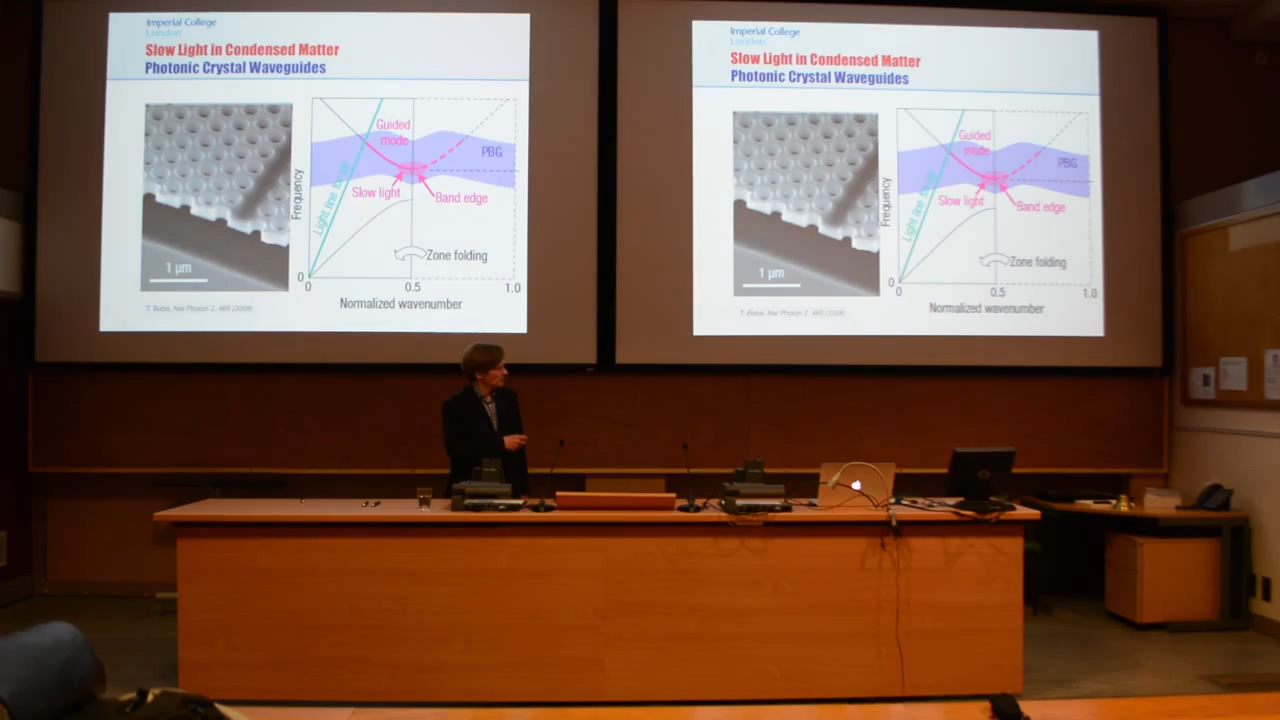 Imperial College
London
Slow Light in Condensed Matter
Photonic Crystal Waveguides
Guided
mode
PBG
Slow light
Band edge
Light line
Frequency
Zone folding
1 µm
0
0
0.5
1.0
Normalized wavenumber
T. Baba, Nat Photon 2, 465 (2008)
Imperial College
London
Slow Light in Condensed Matter
Photonic Crystal Waveguides
Guided
mode
PBG
Slow light
Band edge
Light line
Frequency
Zone folding
1 µm
0
0
0.5
1.0
Normalized wavenumber
T. Baba, Nat Photon 2, 465 (2008)